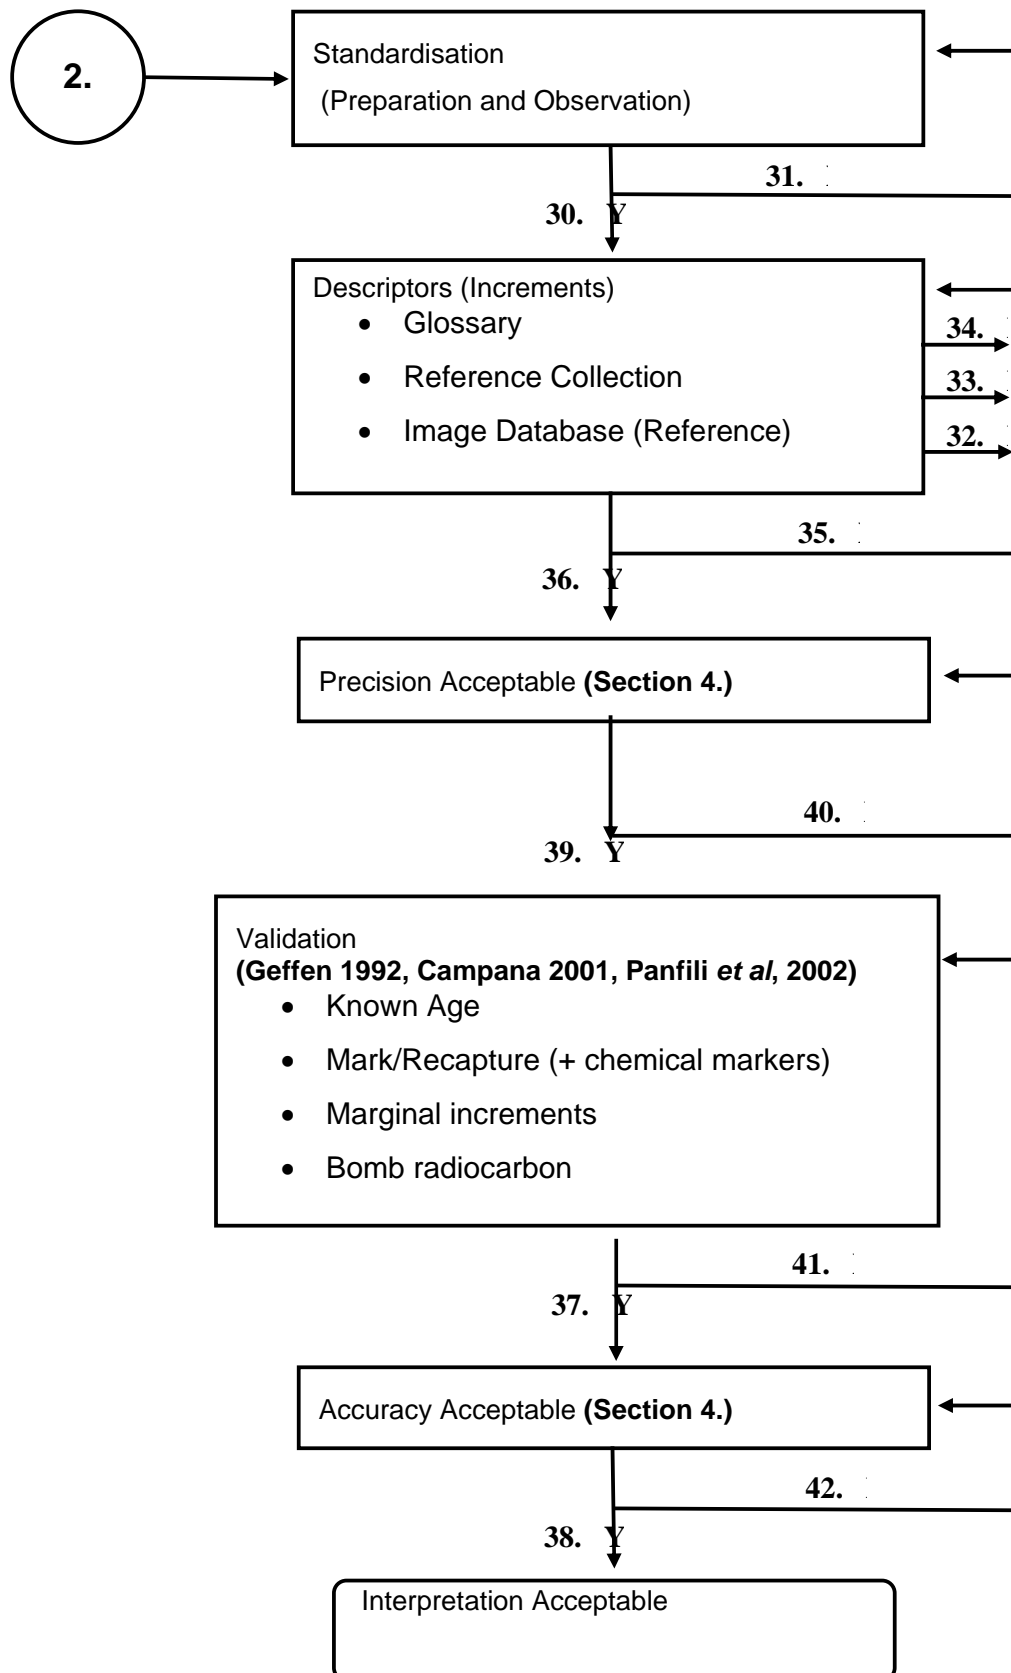 2.
Standardisation
(Preparation and Observation)
31.
30. Y
Descriptors (Increments)
• Glossary
34.
• Reference Collection
33.
• Image Database (Reference)
32.
35.
36. Y
Precision Acceptable (Section 4.)
40.
39. Y
Validation
(Geffen 1992, Campana 2001, Panfili et al, 2002)
• Known Age
• Mark/Recapture (+ chemical markers)
• Marginal increments
• Bomb radiocarbon
41.
37. Y
Accuracy Acceptable (Section 4.)
42.
38. Y
Interpretation Acceptable